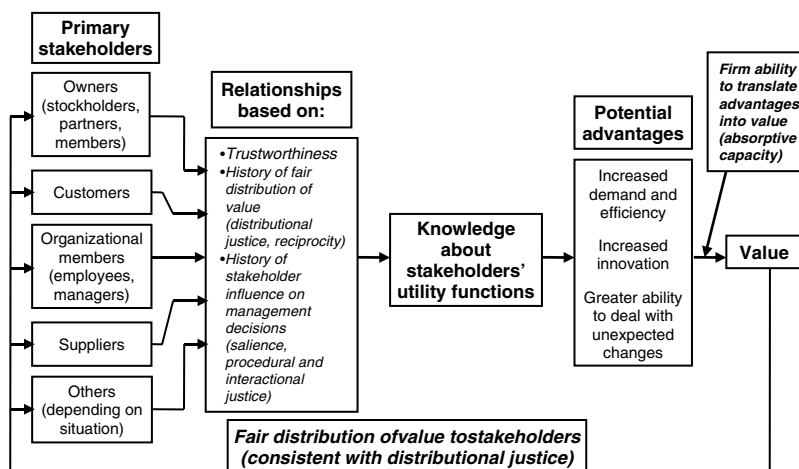 Primary
stakeholders
Owners
(stockholders,
partners,
members)
Customers
Organizational
members
(employees,
managers)
Suppliers
Others
(depending on
situation)
Relationships
based on:
•Trustworthiness
•History of fair
distribution of
value
(distributional
justice, reciprocity)
•History of
stakeholder
influence on
management
decisions
(salience,
procedural and
interactional
justice)
Knowledge
about
stakeholders’
utility functions
Potential
advantages
Increased
demand and
efficiency
Increased
innovation
Greater ability
to deal with
unexpected
changes
Firm ability
to translate
advantages
into value
(absorptive
capacity)
Value
Fair distribution ofvalue tostakeholders
(consistent with distributional justice)